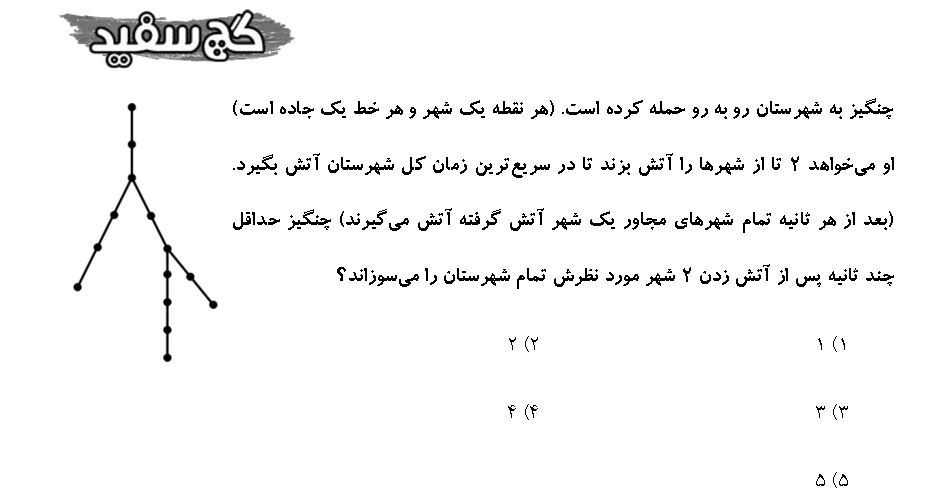 گچ سفید
چنگیز به شهرستان رو به رو حمله کرده است. (هر نقطه یک شهر و هر خط یک جاده است)
او می‌خواهد ۲ تا از شهرها را آتش بزند تا در سریع‌ترین زمان کل شهرستان آتش بگیرد.
(بعد از هر ثانیه تمام شهرهای مجاور یک شهر آتش گرفته آتش می‌گیرند) چنگیز حداقل
چند ثانیه پس از آتش زدن ۲ شهر مورد نظرش تمام شهرستان را می‌سوزاند؟
۱) ۱ ۲) ۲
۳) ۳ ۴) ۴
۵) ۵